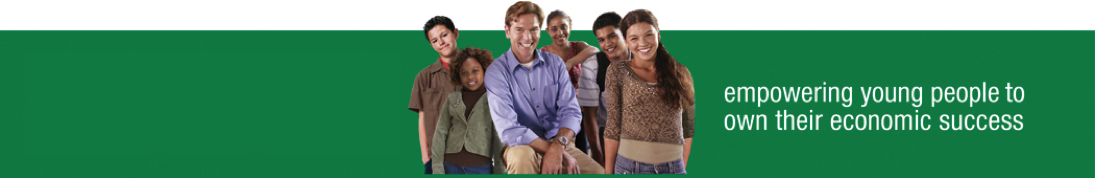 empowering young people to
own their economic success